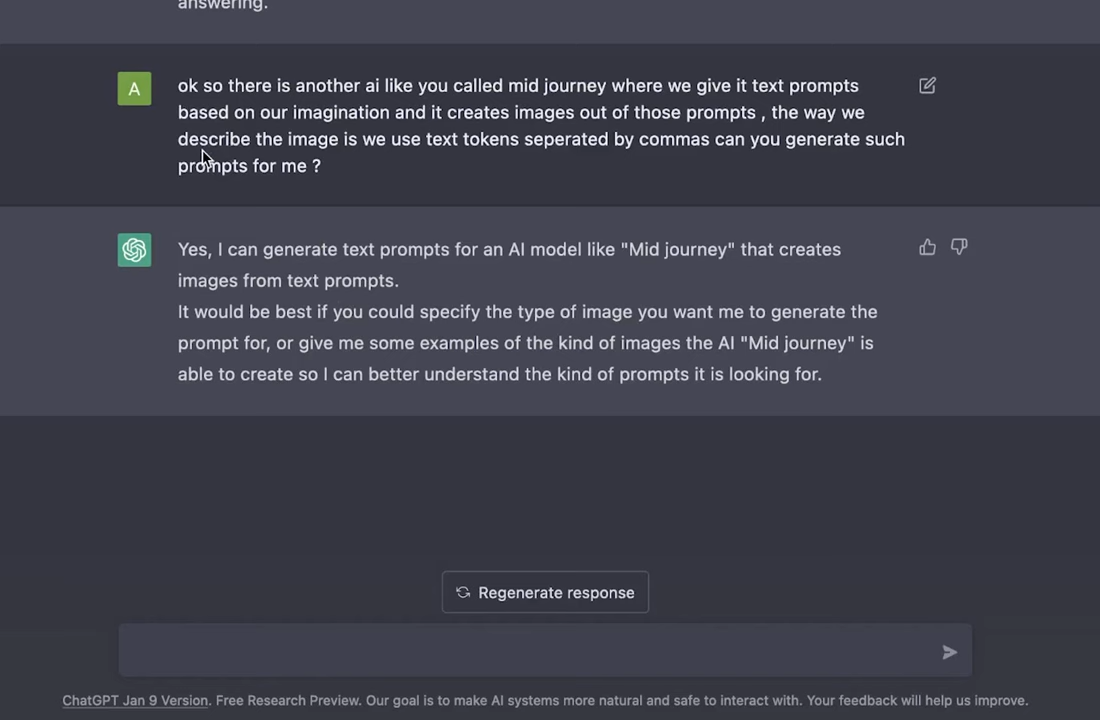 answering.
A
ok so there is another ai like you called mid journey where we give it text prompts
based on our imagination and it creates images out of those prompts , the way we
describe the image is we use text tokens seperated by commas can you generate such
prompts for me ?
Yes, I can generate text prompts for an AI model like "Mid journey" that creates
images from text prompts.
It would be best if you could specify the type of image you want me to generate the
prompt for, or give me some examples of the kind of images the AI "Mid journey" is
able to create so I can better understand the kind of prompts it is looking for.
Regenerate response
ChatGPT Jan 9 Version. Free Research Preview. Our goal is to make AI systems more natural and safe to interact with. Your feedback will help us improve.